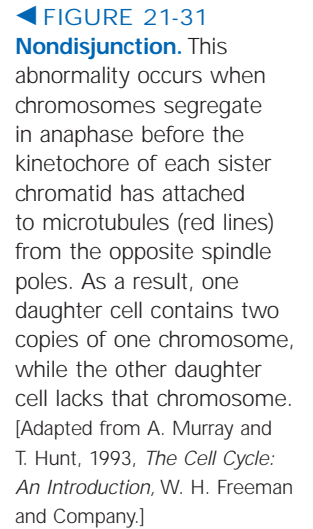 ◀ FIGURE 21-31
Nondisjunction. This
abnormality occurs when
chromosomes segregate
in anaphase before the
kinetochore of each sister
chromatid has attached
to microtubules (red lines)
from the opposite spindle
poles. As a result, one
daughter cell contains two
copies of one chromosome,
while the other daughter
cell lacks that chromosome.
[Adapted from A. Murray and
T. Hunt, 1993, The Cell Cycle:
An Introduction, W. H. Freeman
and Company.]